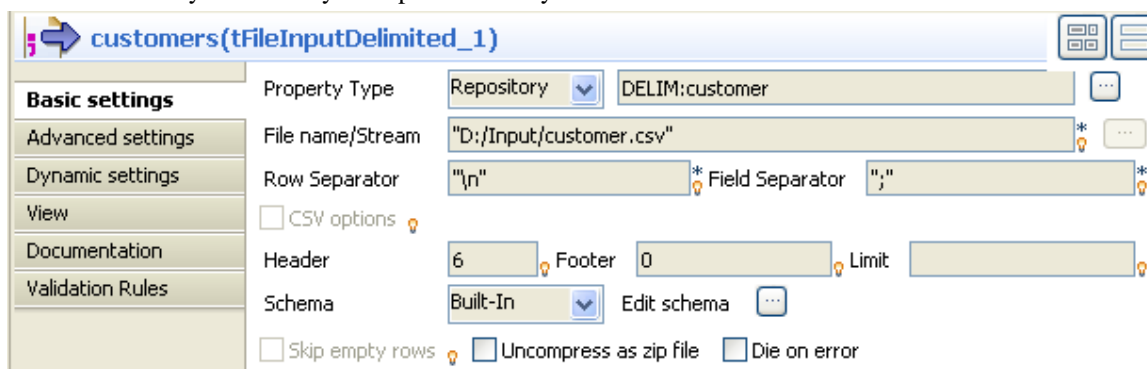 customers(tFileInputDelimited_1)
Basic settings
Advanced settings
Dynamic settings
View
Documentation
Validation Rules
Property Type Repository DELIM:customer ...
File name/Stream "D:/Input/customer.csv" * ...
Row Separator "\n" * Field Separator ";" *
CSV options
Header 6 Footer 0 Limit
Schema Built-In Edit schema ...
Skip empty rows Uncompress as zip file Die on error